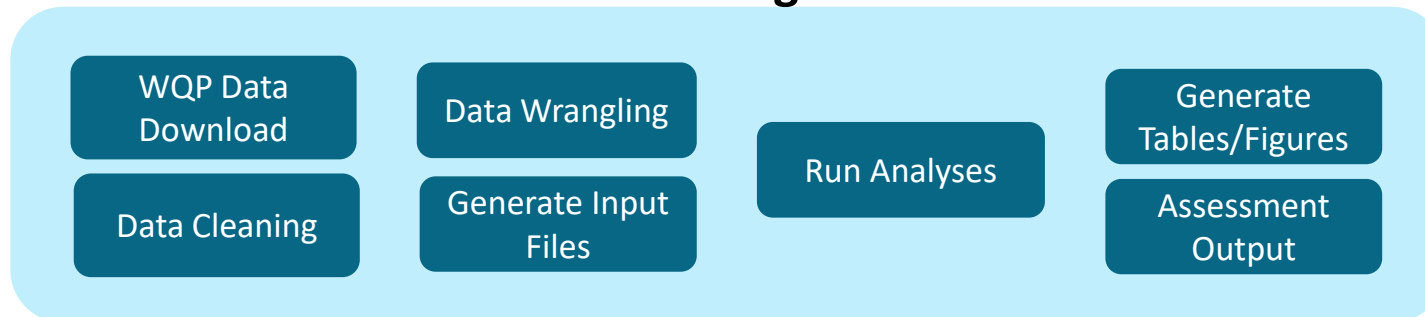 WQP Data
Download
Data Cleaning
Data Wrangling
Generate Input
Files
Run Analyses
Generate
Tables/Figures
Assessment
Output